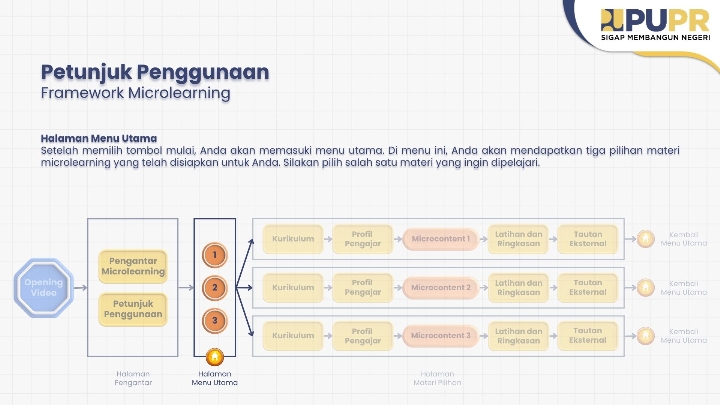 PUPR
SIGAP MEMBANGUN NEGERI
Petunjuk Penggunaan
Framework Microlearning
Halaman Menu Utama
Setelah memilih tombol mulai, Anda akan memasuki menu utama. Di menu ini, Anda akan mendapatkan tiga pilihan materi
microlearning yang telah disiapkan untuk Anda. Silakan pilih salah satu materi yang ingin dipelajari.
Opening
Video
Pengantar
Microlearning
Petunjuk
Penggunaan
Halaman
Pengantar
1
2
3
Halaman
Menu Utama
Kurikulum
Profil
Pengajar
Microcontent 1
Latihan dan
Ringkasan
Tautan
Eksternal
Kembali
Menu Utama
Kurikulum
Profil
Pengajar
Microcontent 2
Latihan dan
Ringkasan
Tautan
Eksternal
Kembali
Menu Utama
Kurikulum
Profil
Pengajar
Microcontent 3
Latihan dan
Ringkasan
Tautan
Eksternal
Kembali
Menu Utama
Halaman
Materi Pilihan